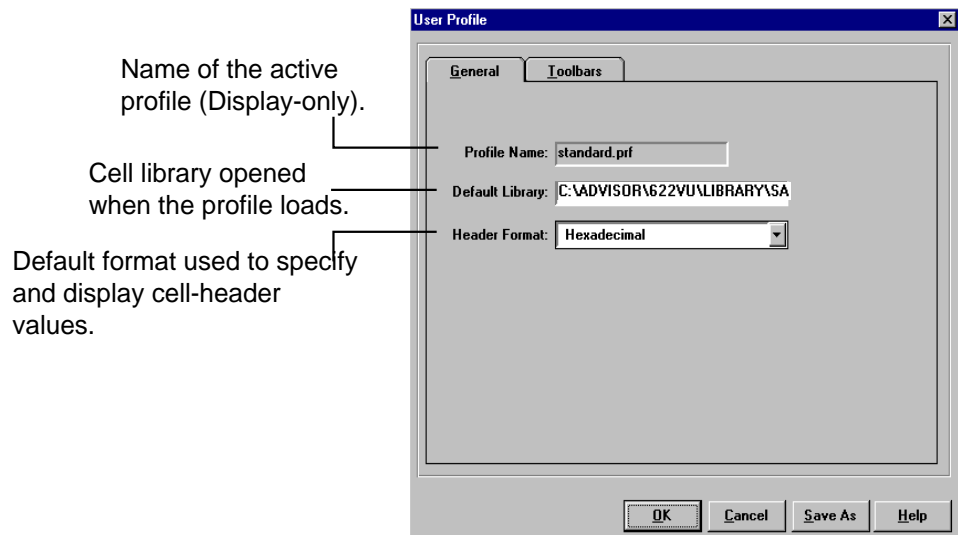 User Profile
General
Toolbars
Name of the active
profile (Display-only).
Profile Name: standard.prf
Cell library opened
when the profile loads.
Default Library: C:\ADVISOR\622VU\LIBRARY\SA
Header Format: Hexadecimal
Default format used to specify
and display cell-header
values.
OK
Cancel
Save As
Help